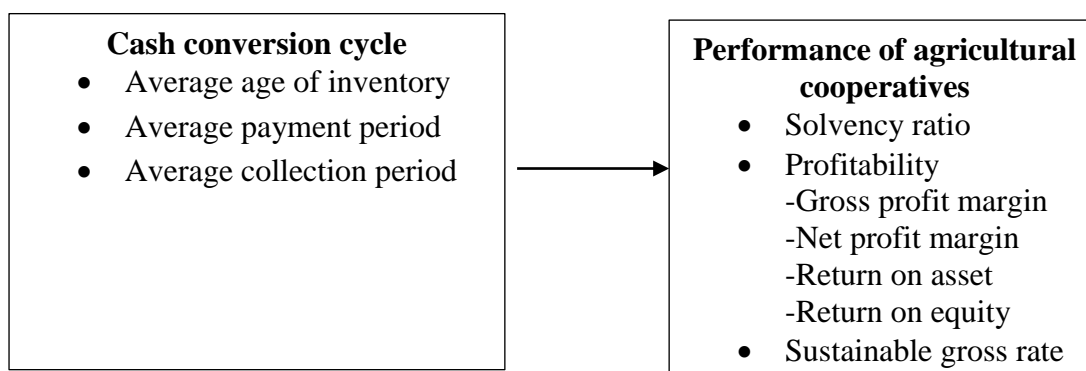 Cash conversion cycle
• Average age of inventory
• Average payment period
• Average collection period
Performance of agricultural
cooperatives
• Solvency ratio
• Profitability
-Gross profit margin
-Net profit margin
-Return on asset
-Return on equity
• Sustainable gross rate